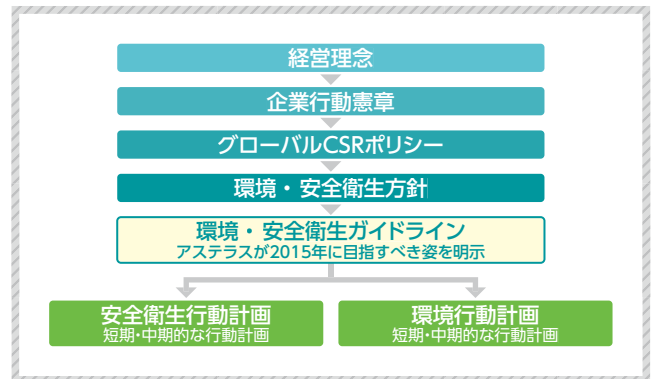 経営理念
企業行動憲章
グローバルCSRポリシー
環境・安全衛生方針
環境・安全衛生ガイドライン
アステラスが2015年に目指すべき姿を明示
安全衛生行動計画
短期・中期的な行動計画
環境行動計画
短期・中期的な行動計画